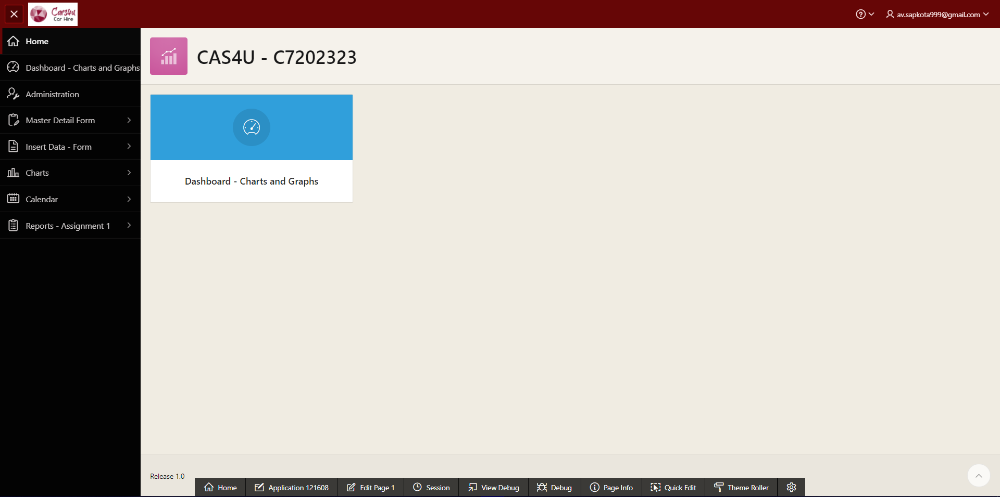 Cars4u
Car Hire
av.sapkota999@gmail.com
Home
Dashboard - Charts and Graphs
Administration
Master Detail Form
Insert Data - Form
Charts
Calendar
Reports - Assignment 1
CAS4U - C7202323
Dashboard - Charts and Graphs
Release 1.0
Home
Application 121608
Edit Page 1
Session
View Debug
Debug
Page Info
Quick Edit
Theme Roller